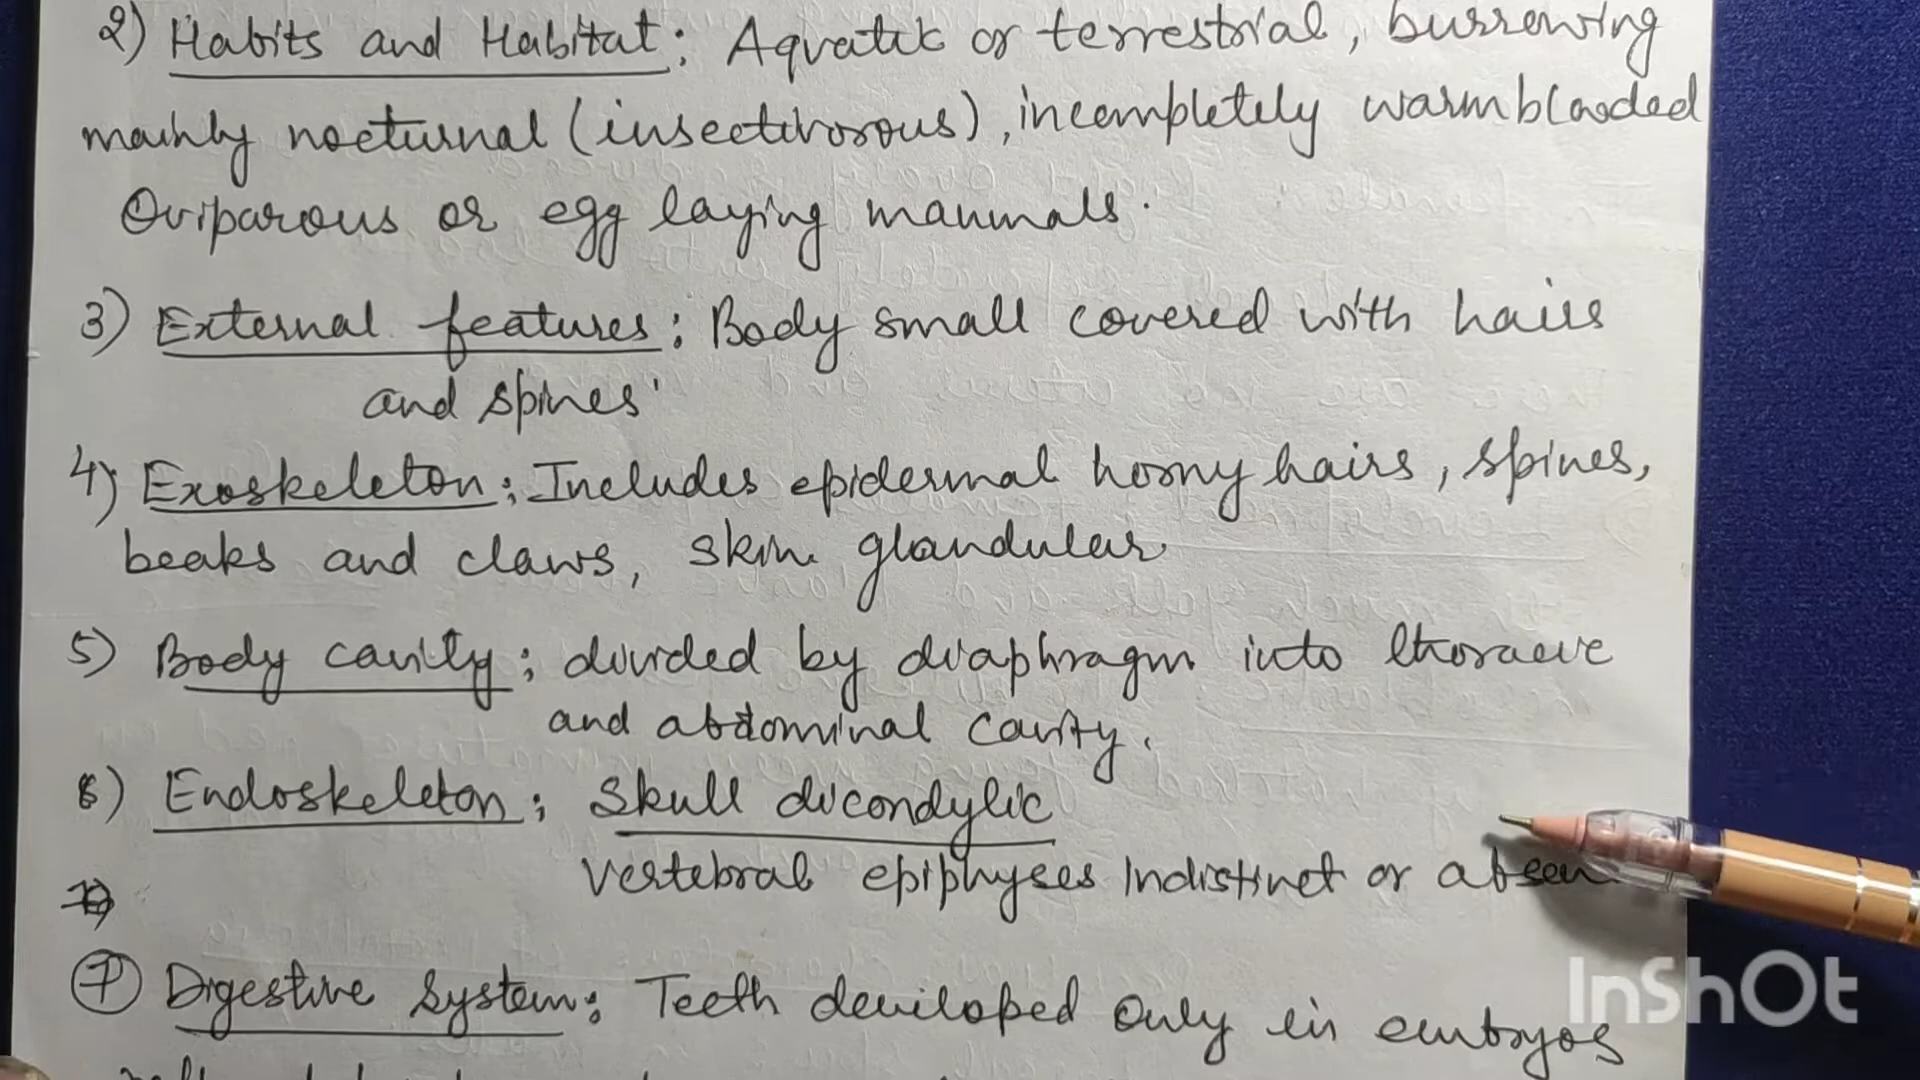 2) Habits and Habitat: Aquatic or terrestrial, burrowing
mainly nocturnal (insectivorous), incompletely warmblooded
Oviparous or egg laying mammals.
3) External features: Body small covered with hairs
and spines
4) Exoskeleton: Includes epidermal horny hairs, spines,
beaks and claws, skin glandular
5) Body cavity; divided by diaphragm into thoracic
and abdominal cavity.
6) Endoskeleton; Skull dicondylic
Vertebral epiphyses indistinct or absen
7) Digestive System: Teeth developed only in embryos
InShOt